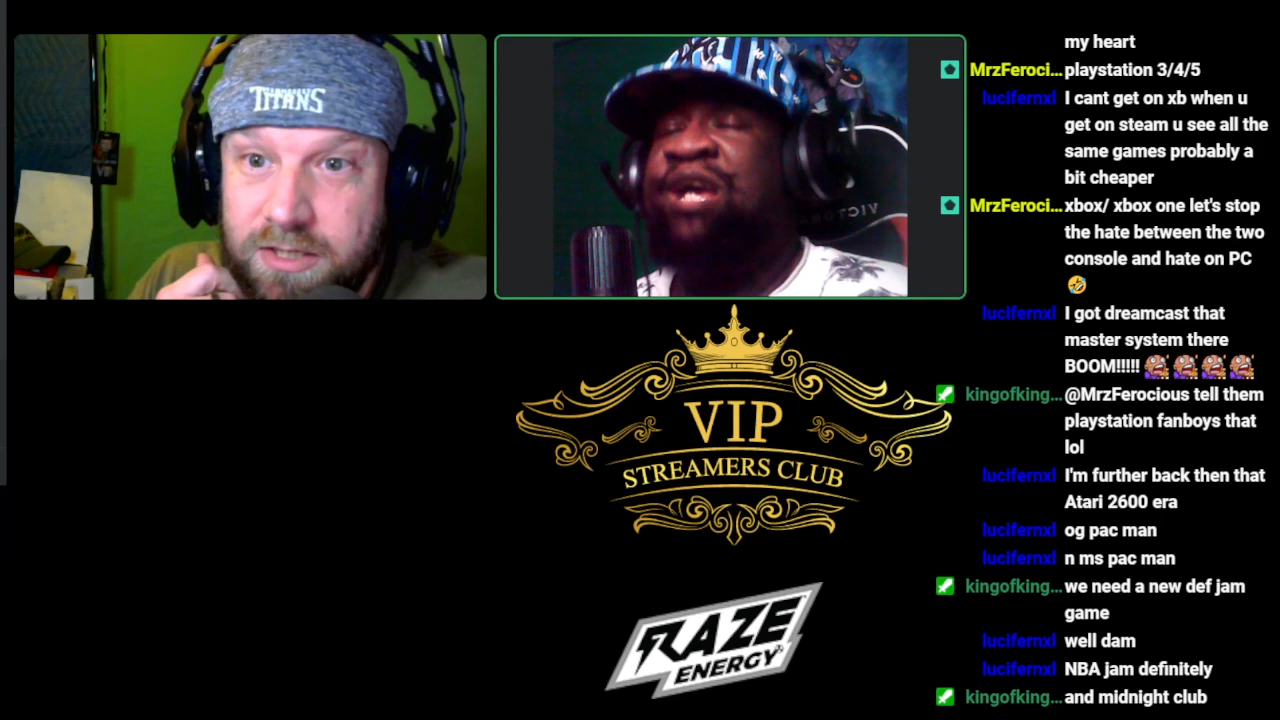 TITANS
my heart
MrzFeroci... playstation 3/4/5
lucifernxl I cant get on xb when u
get on steam u see all the
same games probably a
bit cheaper
MrzFeroci... xbox/ xbox one let's stop
the hate between the two
console and hate on PC
🤣
lucifernxl I got dreamcast that
master system there
BOOM!!!!!
kingofking... @MrzFerocious tell them
playstation fanboys that
lol
lucifernxl I'm further back then that
Atari 2600 era
lucifernxl og pac man
lucifernxl n ms pac man
kingofking... we need a new def jam
game
lucifernxl well dam
lucifernxl NBA jam definitely
kingofking... and midnight club
VIP
STREAMERS CLUB
RAZE
ENERGY